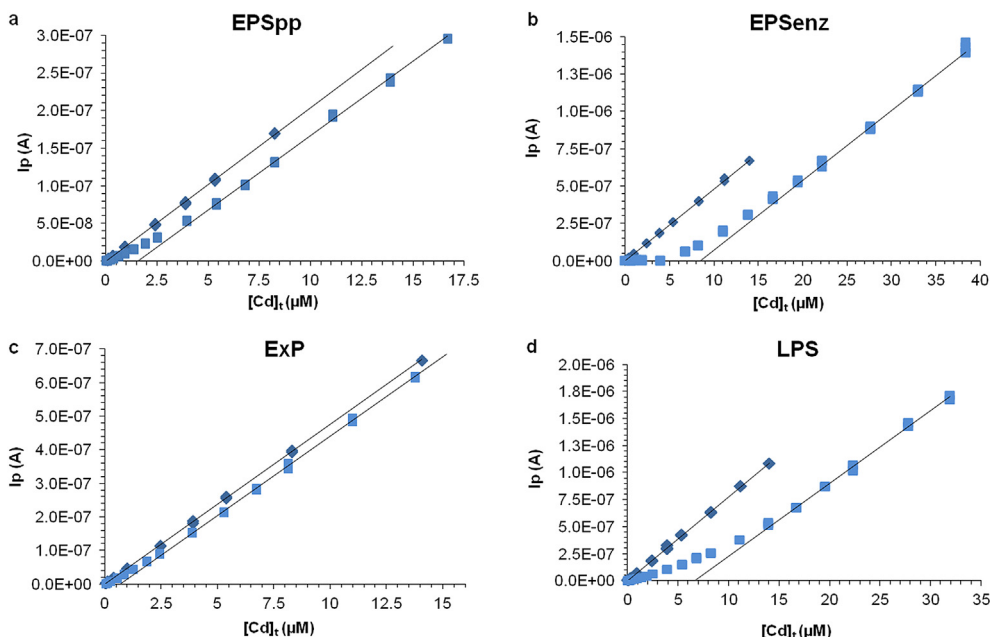 a
EPSpp
3.0E-07
2.5E-07
2.0E-07
1.5E-07
1.0E-07
5.0E-08
0.0E+00
Ip (A)
0 2.5 5 7.5 10 12.5 15 17.5
[Cd]t (µM)
b
EPSenz
1.5E-06
1.3E-06
1.0E-06
7.5E-07
5.0E-07
2.5E-07
0.0E+00
Ip (A)
0 5 10 15 20 25 30 35 40
[Cd]t (µM)
c
ExP
7.0E-07
6.0E-07
5.0E-07
4.0E-07
3.0E-07
2.0E-07
1.0E-07
0.0E+00
Ip (A)
0 2.5 5 7.5 10 12.5 15
[Cd]t (µM)
d
LPS
2.0E-06
1.8E-06
1.5E-06
1.3E-06
1.0E-06
7.5E-07
5.0E-07
2.5E-07
0.0E+00
Ip (A)
0 5 10 15 20 25 30 35
[Cd]t (µM)